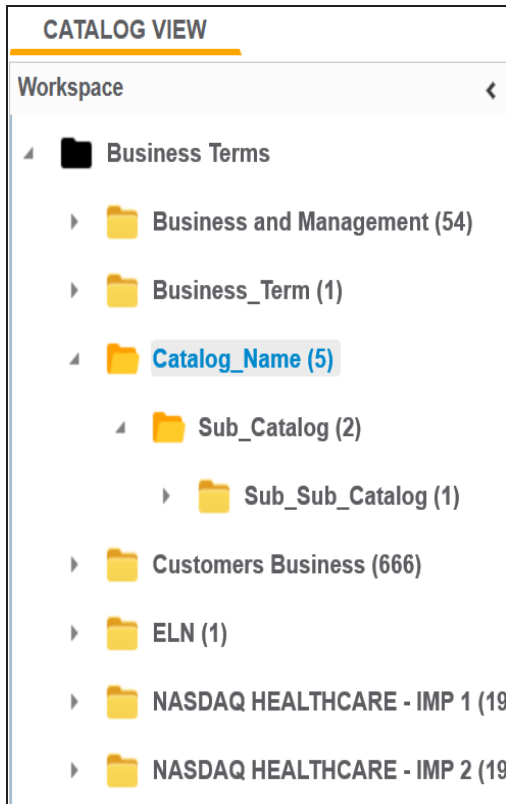 CATALOG VIEW
Workspace
Business Terms
Business and Management (54)
Business_Term (1)
Catalog_Name (5)
Sub_Catalog (2)
Sub_Sub_Catalog (1)
Customers Business (666)
ELN (1)
NASDAQ HEALTHCARE - IMP 1 (19
NASDAQ HEALTHCARE - IMP 2 (19